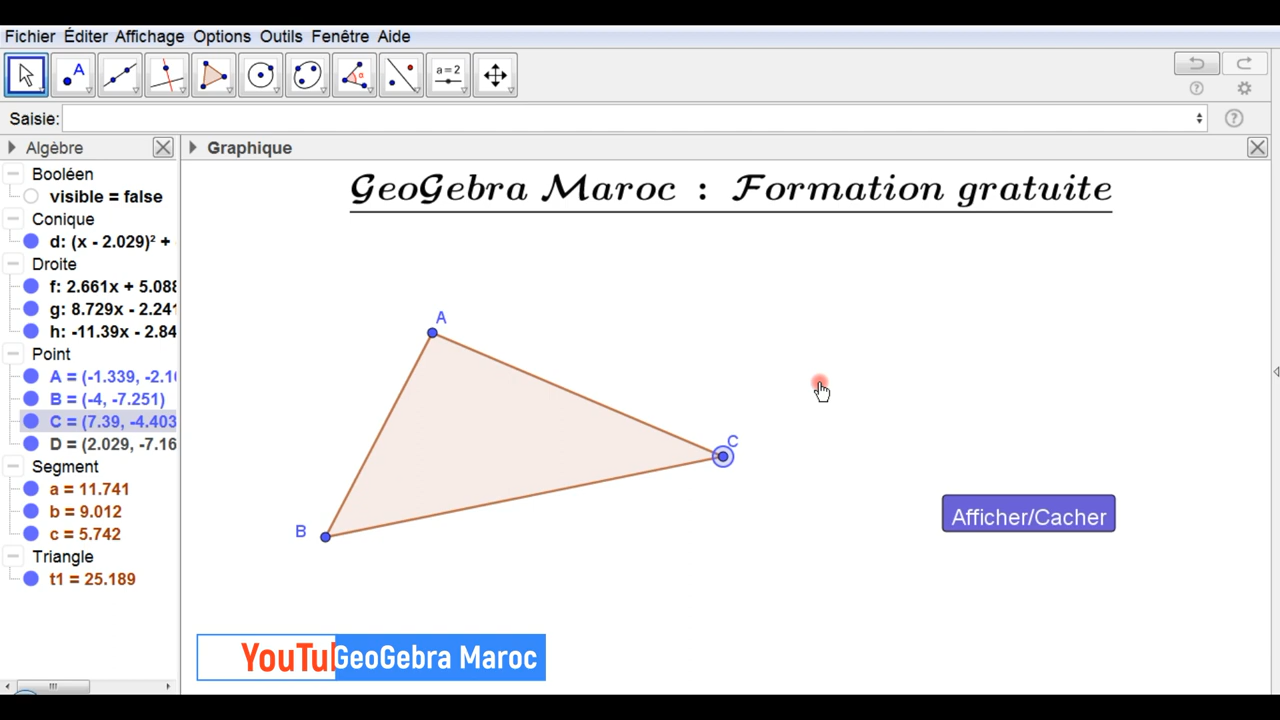 Fichier Éditer Affichage Options Outils Fenêtre Aide
A
α
a=2
Saisie:
Algèbre
Graphique
Booléen
visible = false
Conique
d: (x - 2.029)² +
Droite
f: 2.661x + 5.088
g: 8.729x - 2.241
h: -11.39x - 2.84
Point
A = (-1.339, -2.16
B = (-4, -7.251)
C = (7.39, -4.403
D = (2.029, -7.16
Segment
a = 11.741
b = 9.012
c = 5.742
Triangle
t1 = 25.189
GeoGebra Maroc : Formation gratuite
A
C
B
Afficher/Cacher
YouTu
GeoGebra Maroc